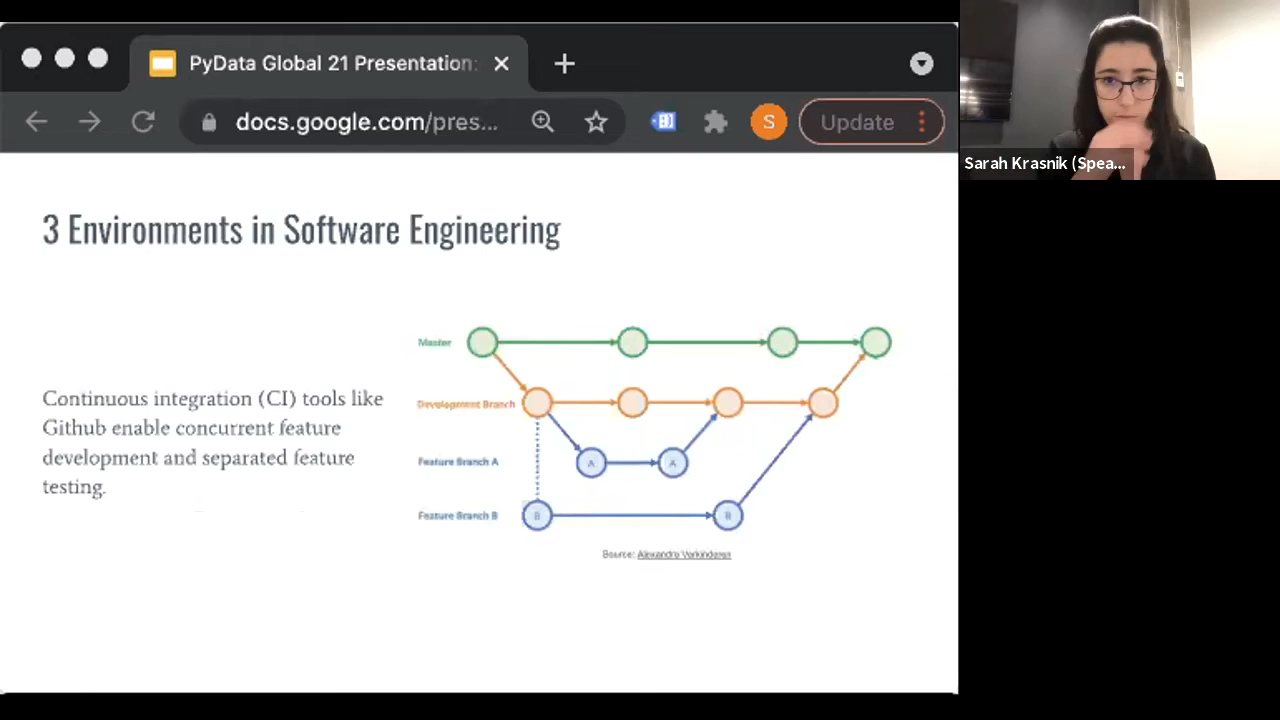 PyData Global 21 Presentation:
docs.google.com/pres...
S
Update
Sarah Krasnik (Spea...
3 Environments in Software Engineering
Continuous integration (CI) tools like
Github enable concurrent feature
development and separated feature
testing.
Master
Development Branch
Feature Branch A
A
A
Feature Branch B
B
B
Source: Alexandre Verkinderen